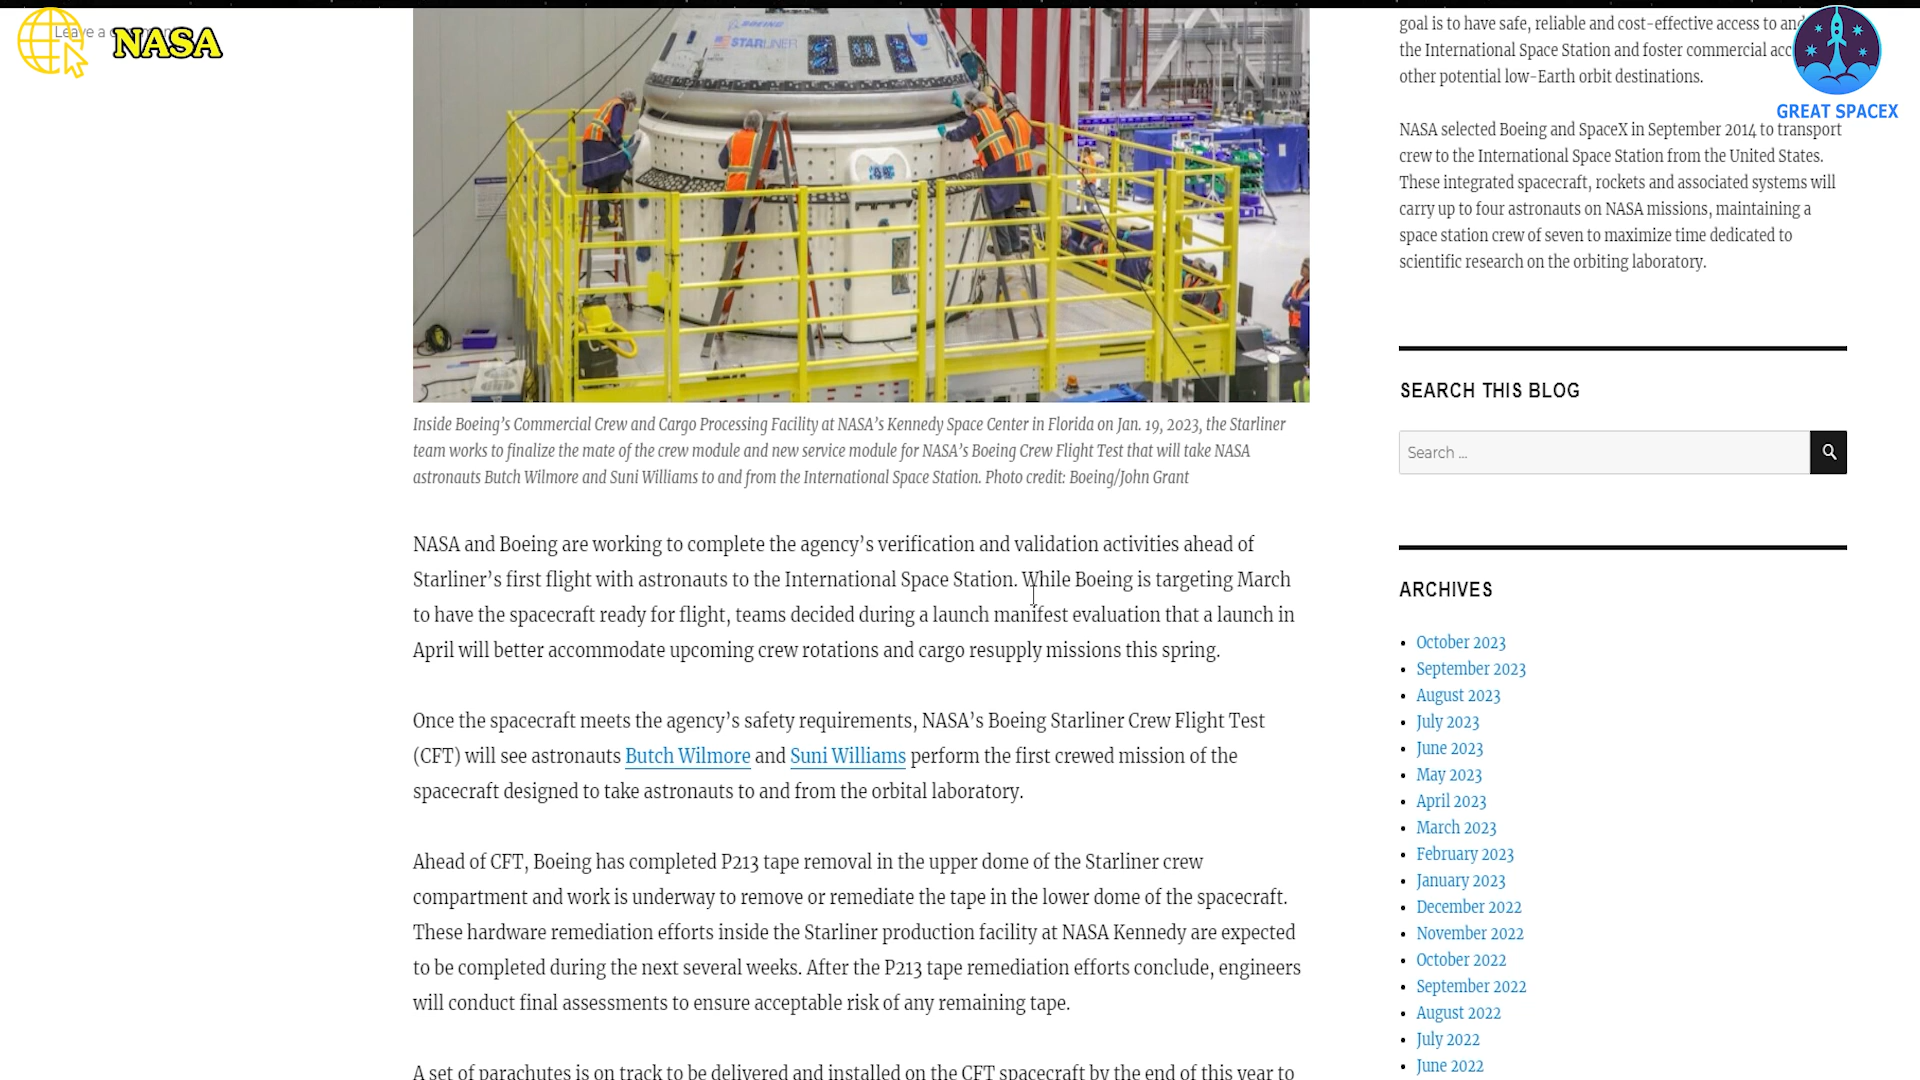 Leave a
NASA
BOEING
STARLINER
goal is to have safe, reliable and cost-effective access to and
the International Space Station and foster commercial acc
other potential low-Earth orbit destinations.
GREAT SPACEX
NASA selected Boeing and SpaceX in September 2014 to transport
crew to the International Space Station from the United States.
These integrated spacecraft, rockets and associated systems will
carry up to four astronauts on NASA missions, maintaining a
space station crew of seven to maximize time dedicated to
scientific research on the orbiting laboratory.
SEARCH THIS BLOG
Search ...
Inside Boeing’s Commercial Crew and Cargo Processing Facility at NASA’s Kennedy Space Center in Florida on Jan. 19, 2023, the Starliner
team works to finalize the mate of the crew module and new service module for NASA’s Boeing Crew Flight Test that will take NASA
astronauts Butch Wilmore and Suni Williams to and from the International Space Station. Photo credit: Boeing/John Grant
NASA and Boeing are working to complete the agency’s verification and validation activities ahead of
Starliner’s first flight with astronauts to the International Space Station. While Boeing is targeting March
to have the spacecraft ready for flight, teams decided during a launch manifest evaluation that a launch in
April will better accommodate upcoming crew rotations and cargo resupply missions this spring.
Once the spacecraft meets the agency’s safety requirements, NASA’s Boeing Starliner Crew Flight Test
(CFT) will see astronauts Butch Wilmore and Suni Williams perform the first crewed mission of the
spacecraft designed to take astronauts to and from the orbital laboratory.
Ahead of CFT, Boeing has completed P213 tape removal in the upper dome of the Starliner crew
compartment and work is underway to remove or remediate the tape in the lower dome of the spacecraft.
These hardware remediation efforts inside the Starliner production facility at NASA Kennedy are expected
to be completed during the next several weeks. After the P213 tape remediation efforts conclude, engineers
will conduct final assessments to ensure acceptable risk of any remaining tape.
A set of parachutes is on track to be delivered and installed on the CFT spacecraft by the end of this year to
ARCHIVES
October 2023
September 2023
August 2023
July 2023
June 2023
May 2023
April 2023
March 2023
February 2023
January 2023
December 2022
November 2022
October 2022
September 2022
August 2022
July 2022
June 2022